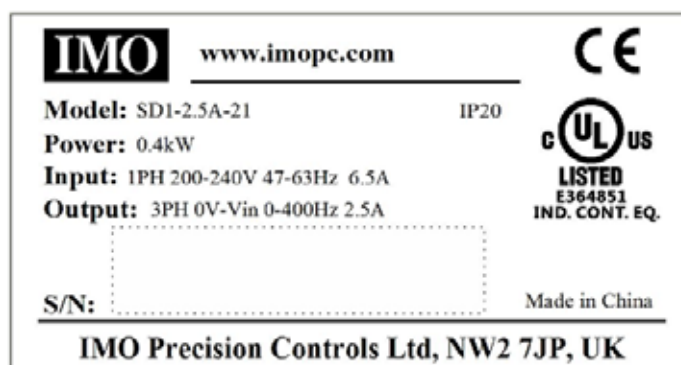 IMO www.imopc.com CE
Model: SD1-2.5A-21 IP20
Power: 0.4kW
Input: 1PH 200-240V 47-63Hz 6.5A
Output: 3PH 0V-Vin 0-400Hz 2.5A
C UL US
LISTED
E364851
IND. CONT. EQ.
S/N: Made in China
IMO Precision Controls Ltd, NW2 7JP, UK